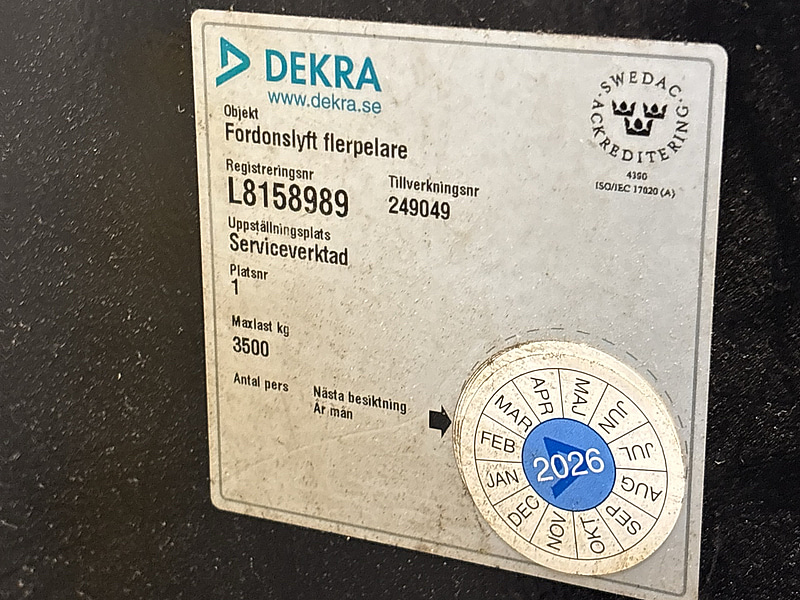 DEKRA
www.dekra.se
SWEDAC
ACKREDITERING
4390
ISO/IEC 17020 (A)
Objekt
Fordonslyft flerpelare
Registreringsnr
L8158989
Tillverkningsnr
249049
Uppställningsplats
Serviceverktad
Platsnr
1
Maxlast kg
3500
Antal pers
Nästa besiktning
År mån
JAN
FEB
MAR
APR
MAJ
JUN
JUL
AUG
SEP
OKT
NOV
DEC
2026